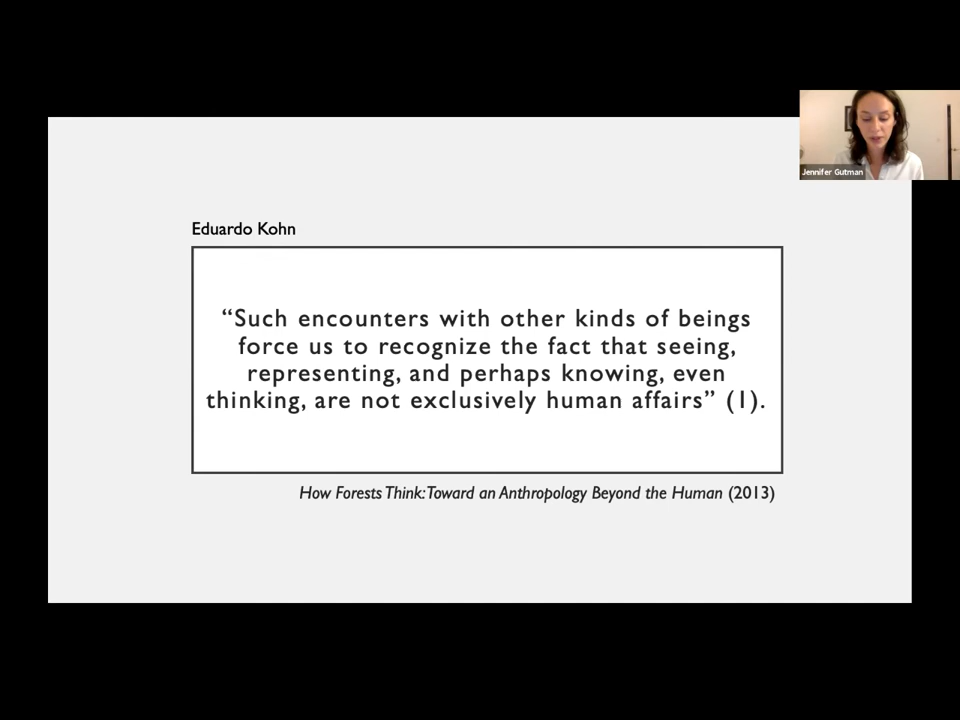 Jennifer Gutman
Eduardo Kohn
“Such encounters with other kinds of beings
force us to recognize the fact that seeing,
representing, and perhaps knowing, even
thinking, are not exclusively human affairs” (1).
How Forests Think: Toward an Anthropology Beyond the Human (2013)